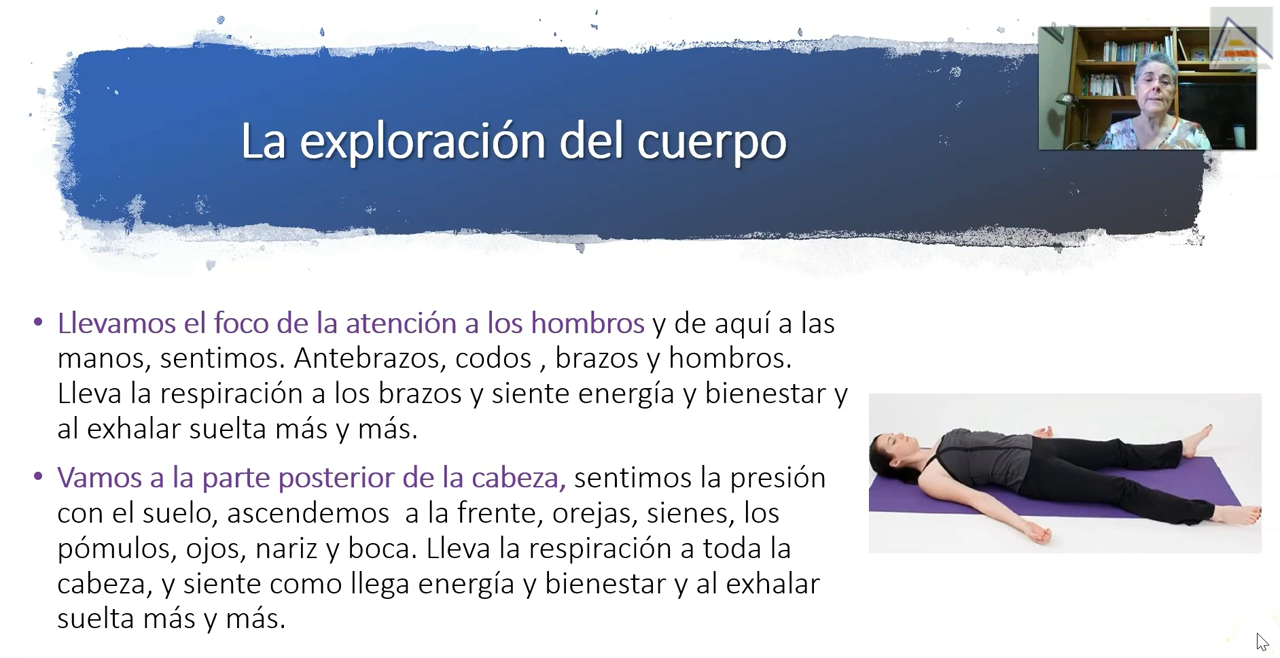 La exploración del cuerpo
• Llevamos el foco de la atención a los hombros y de aquí a las
manos, sentimos. Antebrazos, codos , brazos y hombros.
Lleva la respiración a los brazos y siente energía y bienestar y
al exhalar suelta más y más.
• Vamos a la parte posterior de la cabeza, sentimos la presión
con el suelo, ascendemos  a la frente, orejas, sienes, los
pómulos, ojos, nariz y boca. Lleva la respiración a toda la
cabeza, y siente como llega energía y bienestar y al exhalar
suelta más y más.